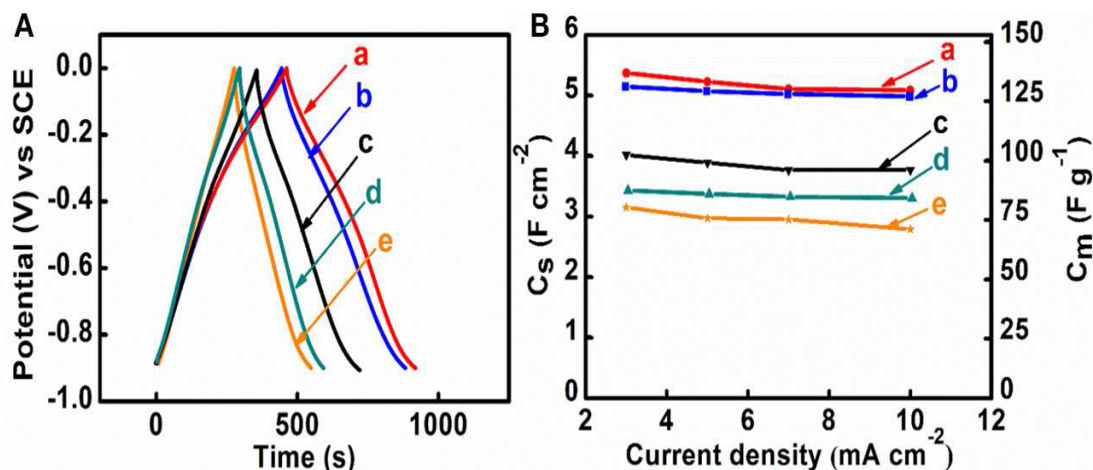 A
Potential (V) vs SCE
0.0
-0.2
-0.4
-0.6
-0.8
-1.0
a
b
c
d
e
0
500
1000
Time (s)
B
C_s (F cm^-2)
6
5
4
3
2
1
0
a
b
c
d
e
2
4
6
8
10
12
Current density (mA cm^-2)
150
125
100
75
50
25
0
C_m (F g^-1)